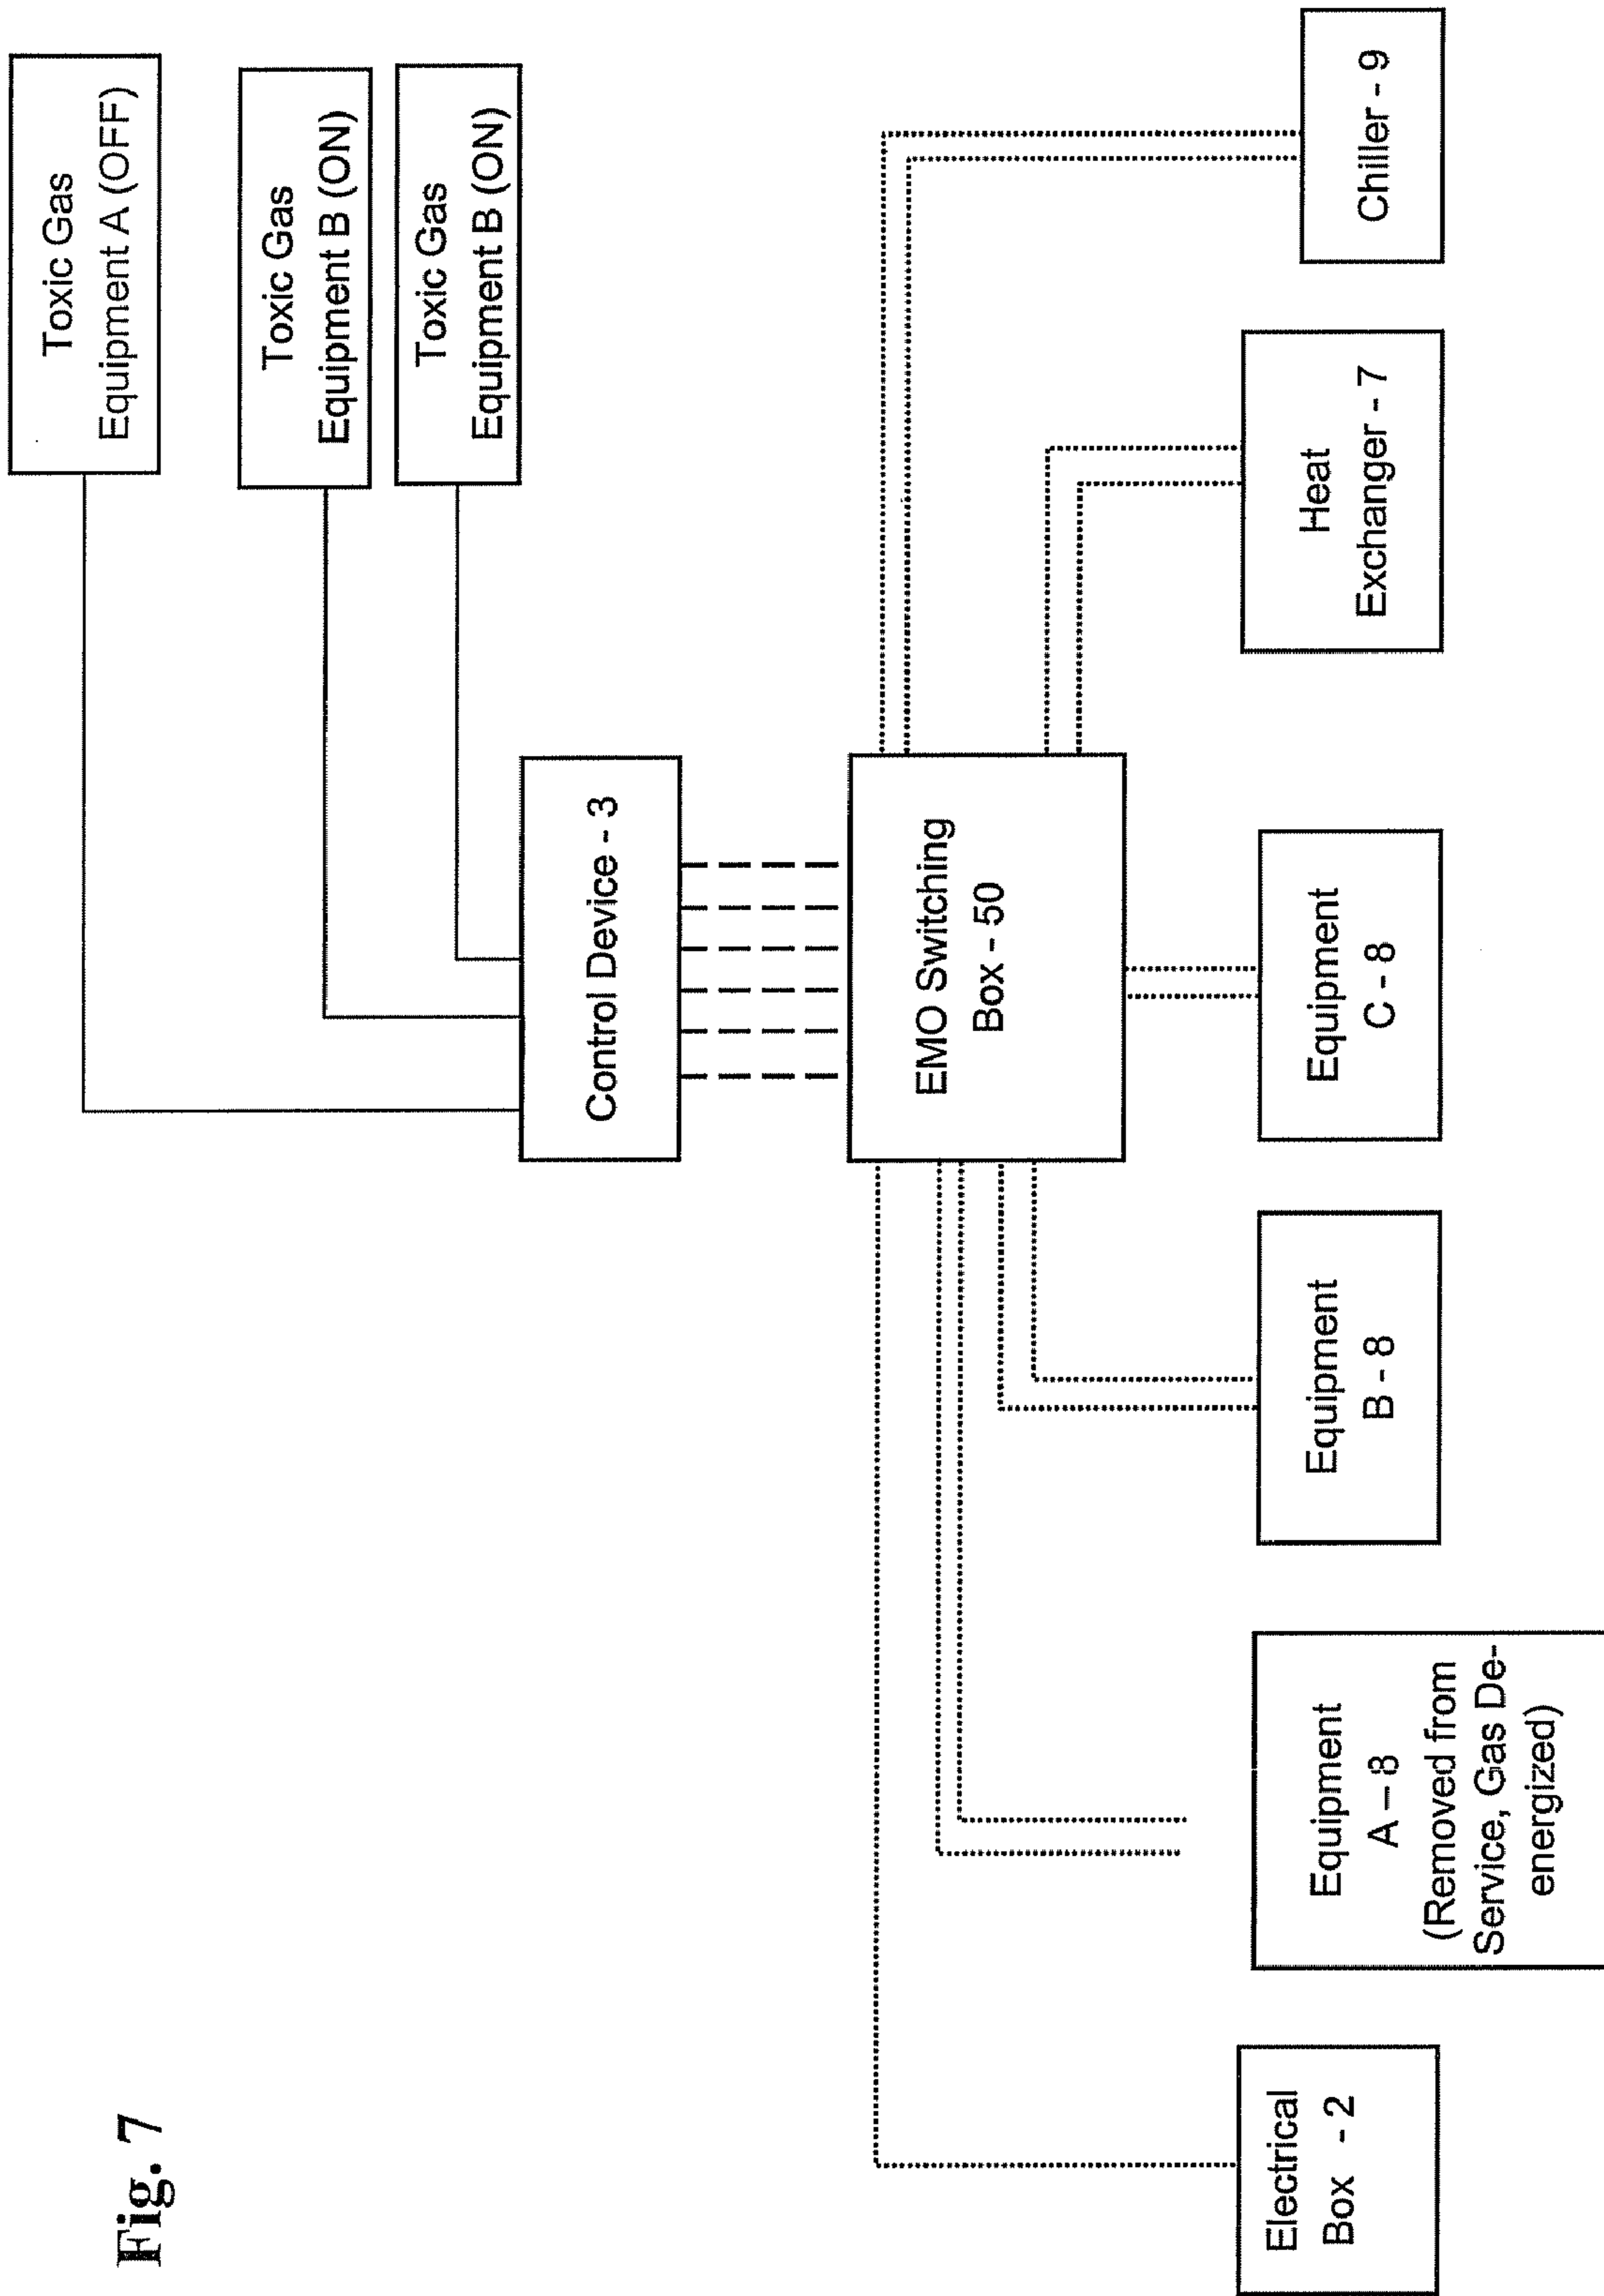 Fig. 7
Toxic Gas
Equipment A (OFF)
Toxic Gas
Equipment B (ON)
Toxic Gas
Equipment B (ON)
Control Device - 3
EMO Switching
Box - 50
Electrical
Box - 2
Equipment
A – 8
(Removed from
Service, Gas De-
energized)
Equipment
B - 8
Equipment
C - 8
Heat
Exchanger - 7
Chiller - 9